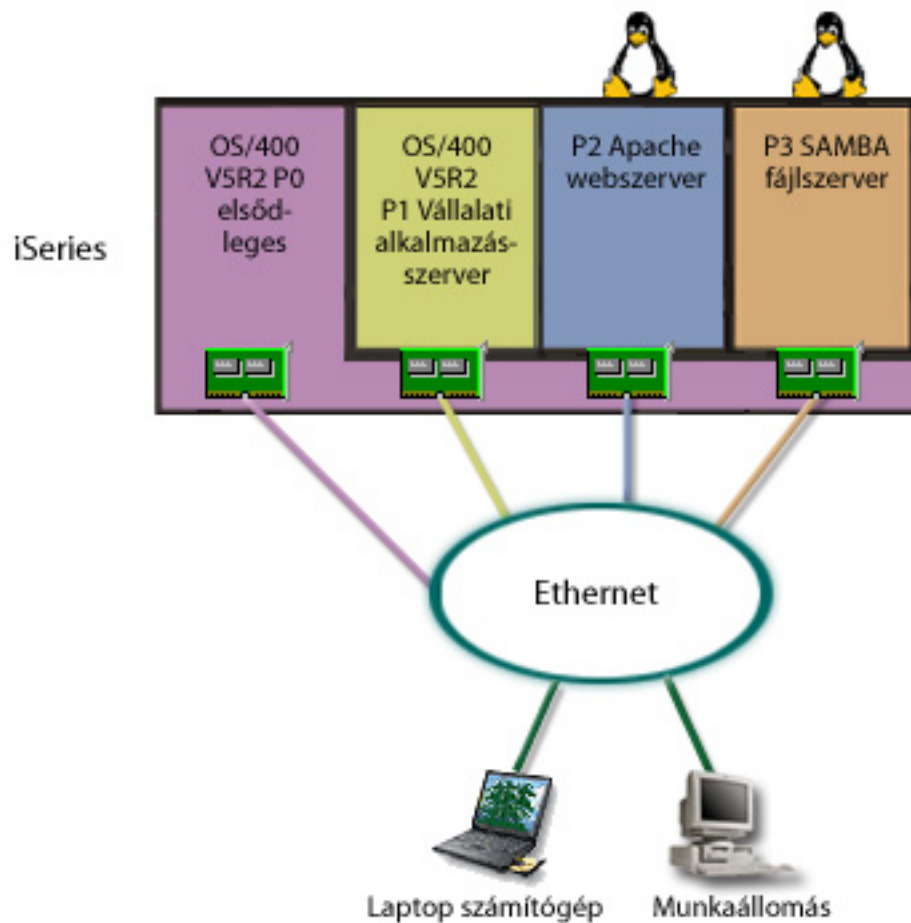 OS/400
V5R2 P0
elsőd-
leges
OS/400
V5R2
P1 Vállalati
alkalmazás-
szerver
P2 Apache
webszerver
P3 SAMBA
fájlszerver
iSeries
Ethernet
Laptop számítógép
Munkaállomás